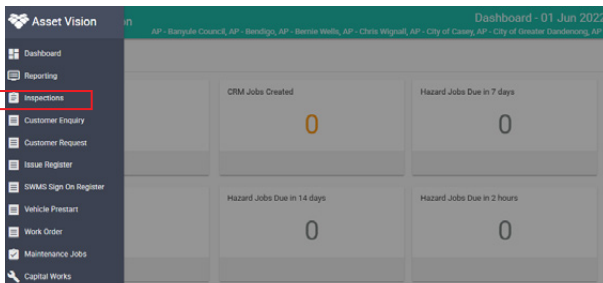 Asset Vision
on
Dashboard - 01 Jun 2022
AP - Banyule Council, AP - Bendigo, AP - Bernie Wells, AP - Chris Wignall, AP - City of Casey, AP - City of Greater Dandenong, AP
Dashboard
Reporting
Inspections
Customer Enquiry
Customer Request
Issue Register
SWMS Sign On Register
Vehicle Prestart
Work Order
Maintenance Jobs
Capital Works
CRM Jobs Created
0
Hazard Jobs Due in 7 days
0
Hazard Jobs Due in 14 days
0
Hazard Jobs Due in 2 hours
0